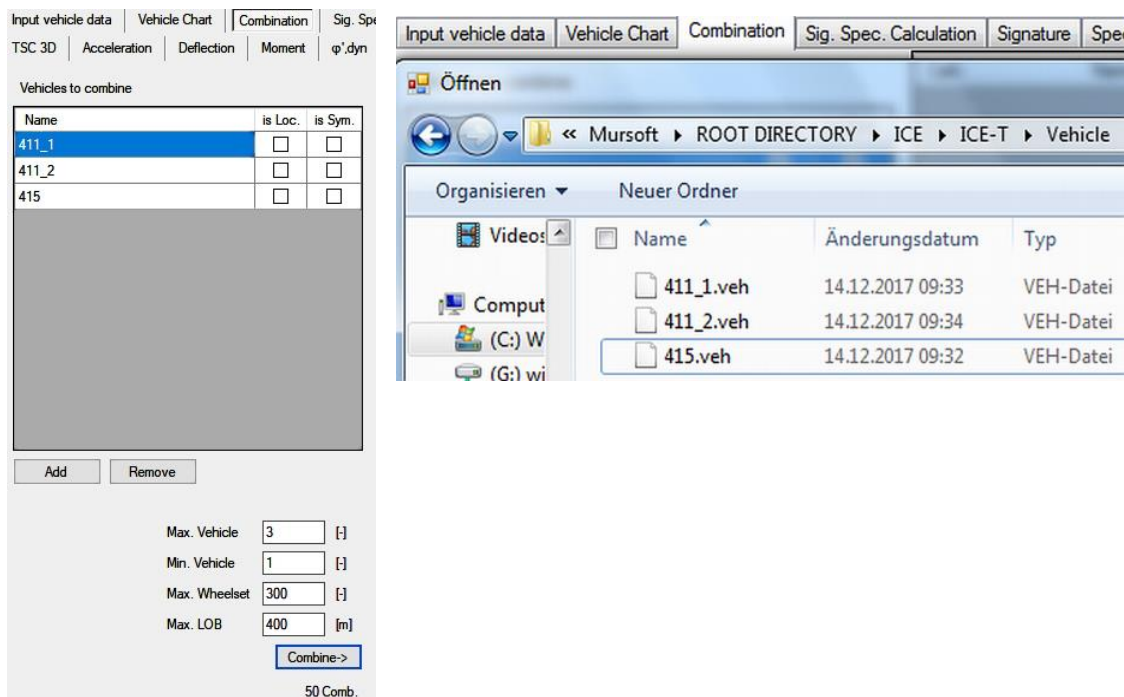 Input vehicle data Vehicle Chart Combination Sig. Spe
TSC 3D Acceleration Deflection Moment φ',dyn
Vehicles to combine
Name is Loc. is Sym.
411_1
411_2
415
Add Remove
Max. Vehicle 3 [-]
Min. Vehicle 1 [-]
Max. Wheelset 300 [-]
Max. LOB 400 [m]
Combine->
50 Comb.
Input vehicle data Vehicle Chart Combination Sig. Spec. Calculation Signature Spec
Öffnen
« Mursoft ROOT DIRECTORY ICE ICE-T Vehicle
Organisieren Neuer Ordner
Videos Name Änderungsdatum Typ
411_1.veh 14.12.2017 09:33 VEH-Datei
Comput
411_2.veh 14.12.2017 09:34 VEH-Datei
(C:) W
415.veh 14.12.2017 09:32 VEH-Datei
(G:) wi